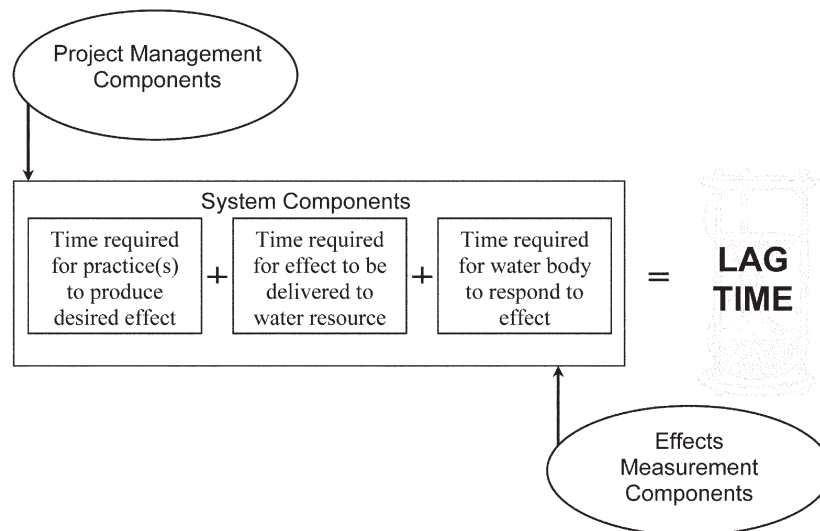 Project Management
Components
System Components
Time required
for practice(s)
to produce
desired effect
+
Time required
for effect to be
delivered to
water resource
+
Time required
for water body
to respond to
effect
=
LAG
TIME
Effects
Measurement
Components